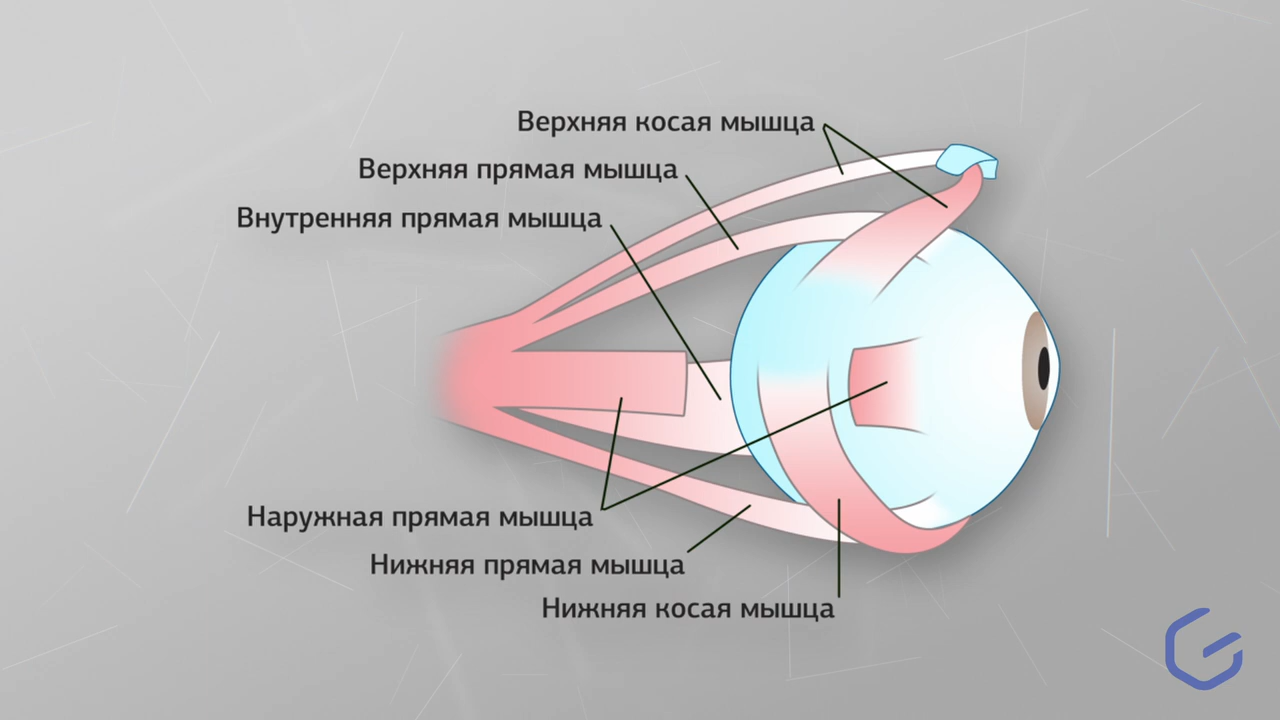 Верхняя косая мышца
Верхняя прямая мышца
Внутренняя прямая мышца
Наружная прямая мышца
Нижняя прямая мышца
Нижняя косая мышца